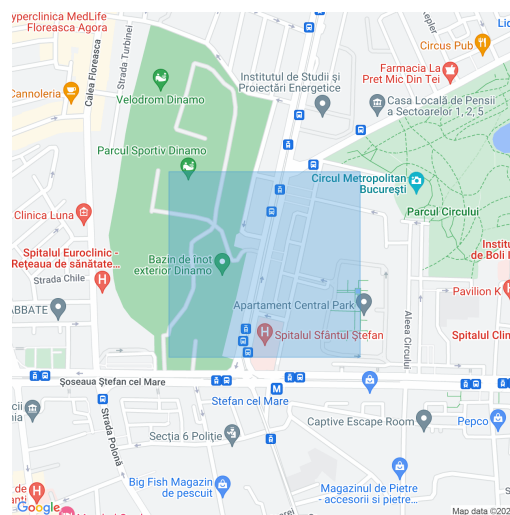 Hyperclinica MedLife
Floreasca Agora
Strada Turbinei
Calea Floreasca
Cannoleria
Velodrom Dinamo
Institutul de Studii și
Proiectări Energetice
Kepler
Circus Pub
Farmacia La
Preț Mic Din Tei
Casa Locală de Pensii
a Sectoarelor 1, 2, 5
Parcul Sportiv Dinamo
Circul Metropolitan
București
Parcul Circului
Clinica Luna
Spitalul Euroclinic -
Rețeaua de sănătate...
Strada Chile
Bazin de înot
exterior Dinamo
de Boli I
Pavilion K
ABBATE
Apartament Central Park
Aleea Circului
Spitalul Sfântul Ștefan
Spitalul Clin
Șoseaua Ștefan cel Mare
Stefan cel Mare
M
Strada Polonă
Captive Escape Room
Pepco
Secția 6 Poliție
Big Fish Magazin
de pescuit
Magazinul de Pietre
- accesorii si pietre...
Google
Map data ©202